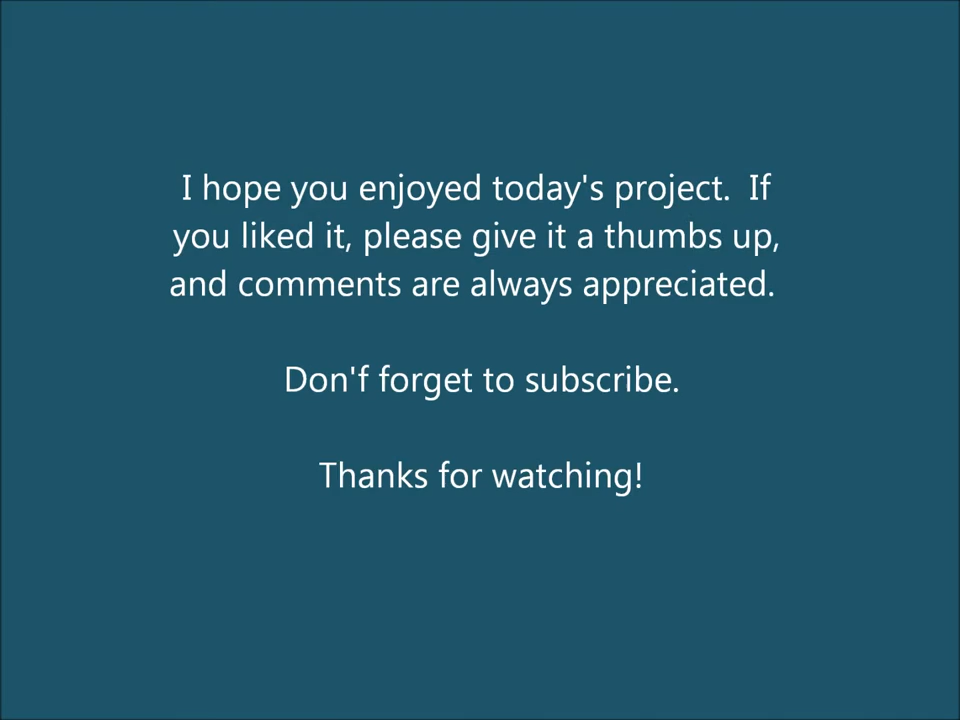 I hope you enjoyed today's project.  If
you liked it, please give it a thumbs up,
and comments are always appreciated.
Don'f forget to subscribe.
Thanks for watching!